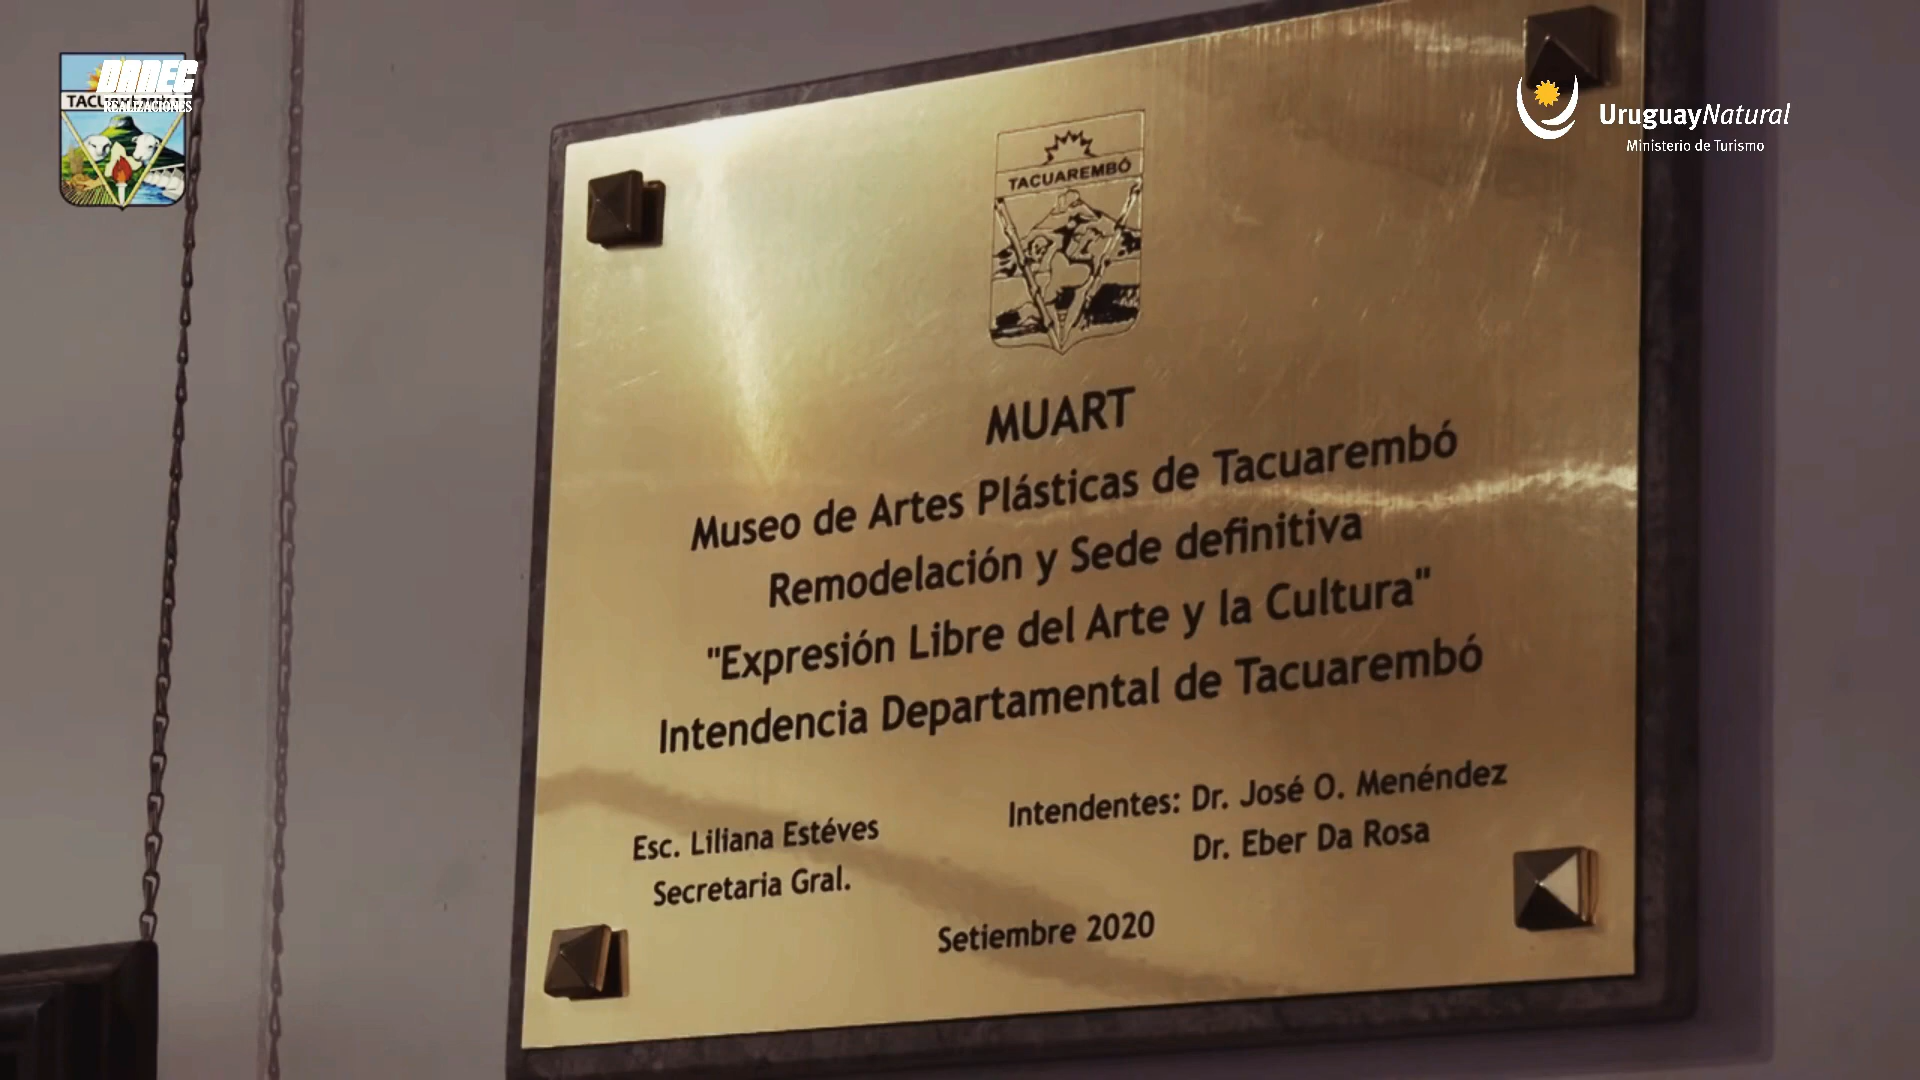 DANEC
REALIZACIONES
UruguayNatural
Ministerio de Turismo
TACUAREMBÓ
MUART
Museo de Artes Plásticas de Tacuarembó
Remodelación y Sede definitiva
"Expresión Libre del Arte y la Cultura"
Intendencia Departamental de Tacuarembó
Esc. Liliana Estéves
Secretaria Gral.
Intendentes: Dr. José O. Menéndez
Dr. Eber Da Rosa
Setiembre 2020